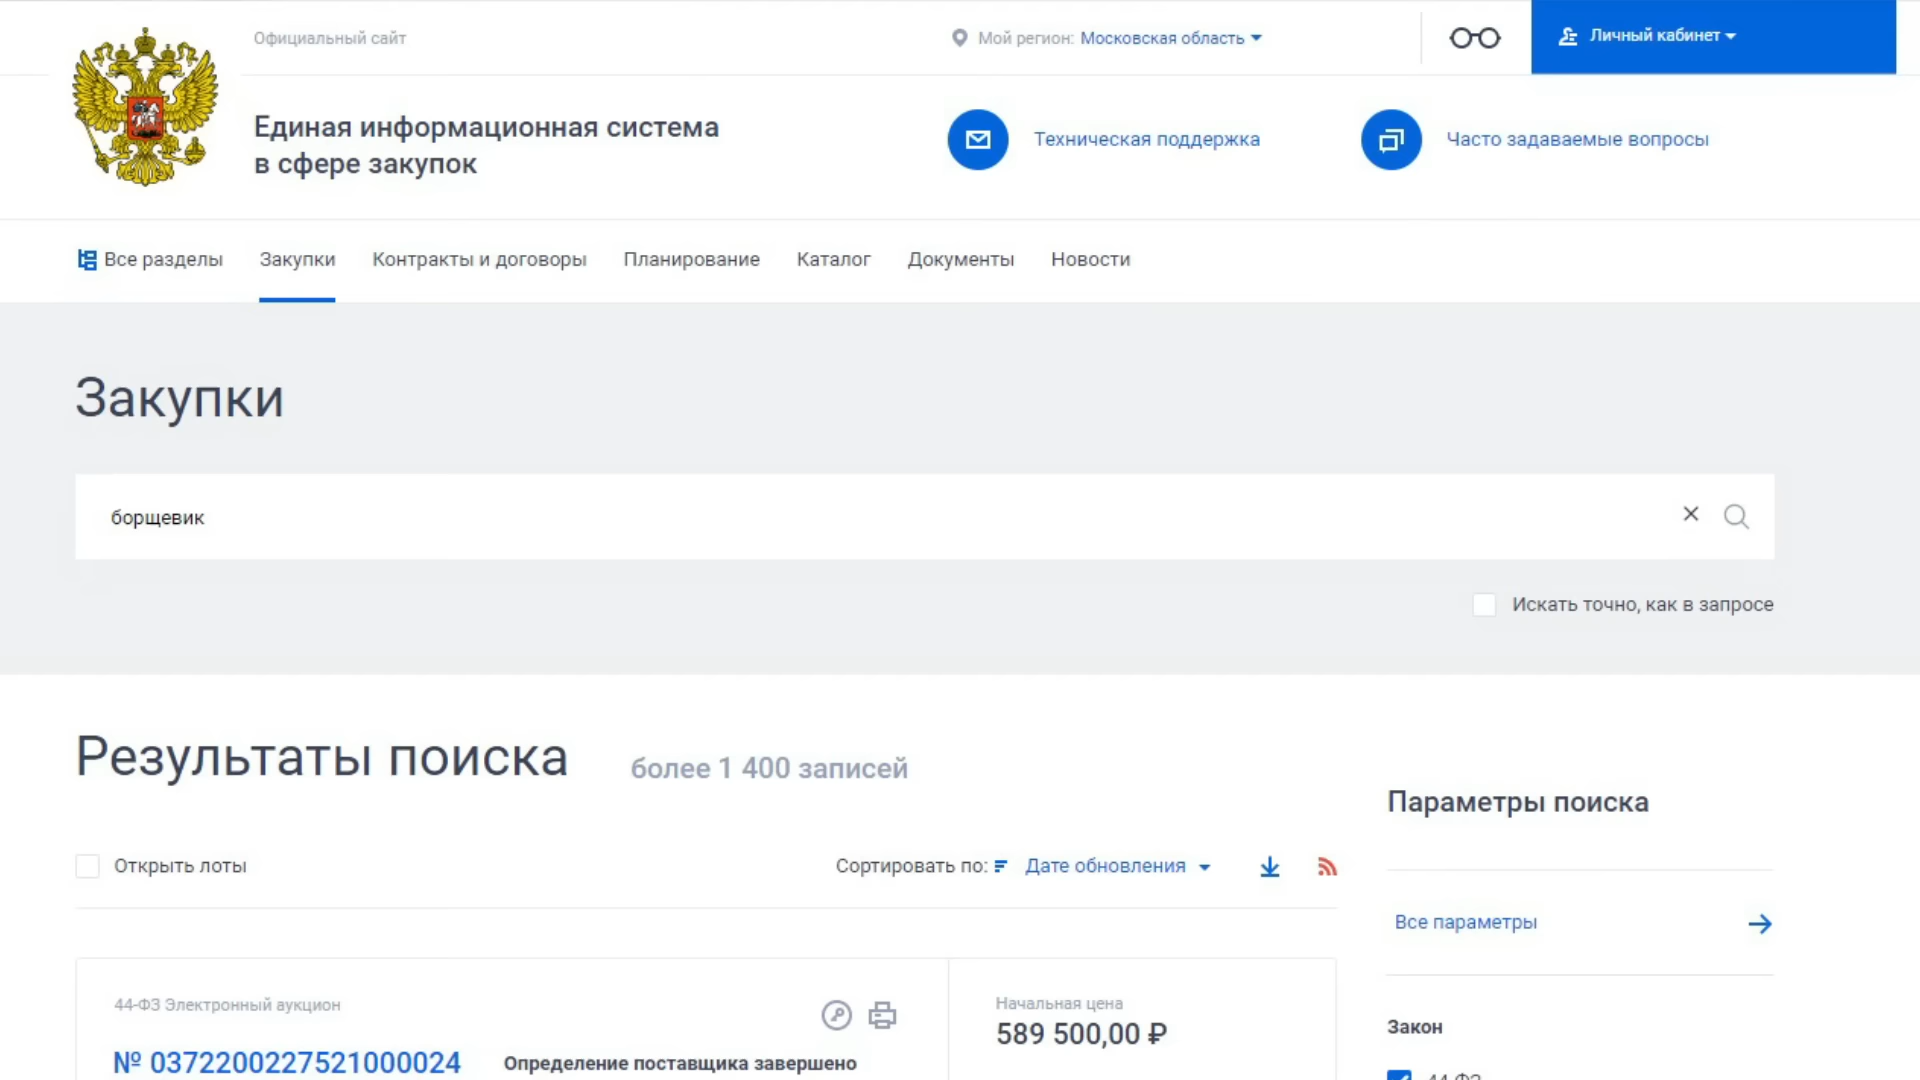 Официальный сайт
Мой регион: Московская область
Личный кабинет
Единая информационная система
в сфере закупок
Техническая поддержка
Часто задаваемые вопросы
Все разделы
Закупки
Контракты и договоры
Планирование
Каталог
Документы
Новости
Закупки
борщевик
Искать точно, как в запросе
Результаты поиска
более 1 400 записей
Параметры поиска
Открыть лоты
Сортировать по: Дате обновления
Все параметры
44-ФЗ Электронный аукцион
Начальная цена
589 500,00 ₽
Закон
№ 0372200227521000024
Определение поставщика завершено
44-ФЗ